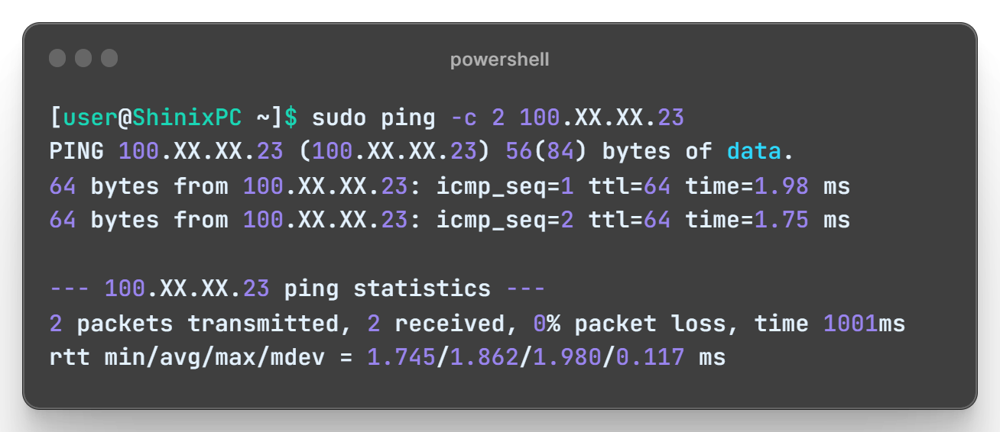 powershell
[user@ShinixPC ~]$ sudo ping -c 2 100.XX.XX.23
PING 100.XX.XX.23 (100.XX.XX.23) 56(84) bytes of data.
64 bytes from 100.XX.XX.23: icmp_seq=1 ttl=64 time=1.98 ms
64 bytes from 100.XX.XX.23: icmp_seq=2 ttl=64 time=1.75 ms
--- 100.XX.XX.23 ping statistics ---
2 packets transmitted, 2 received, 0% packet loss, time 1001ms
rtt min/avg/max/mdev = 1.745/1.862/1.980/0.117 ms